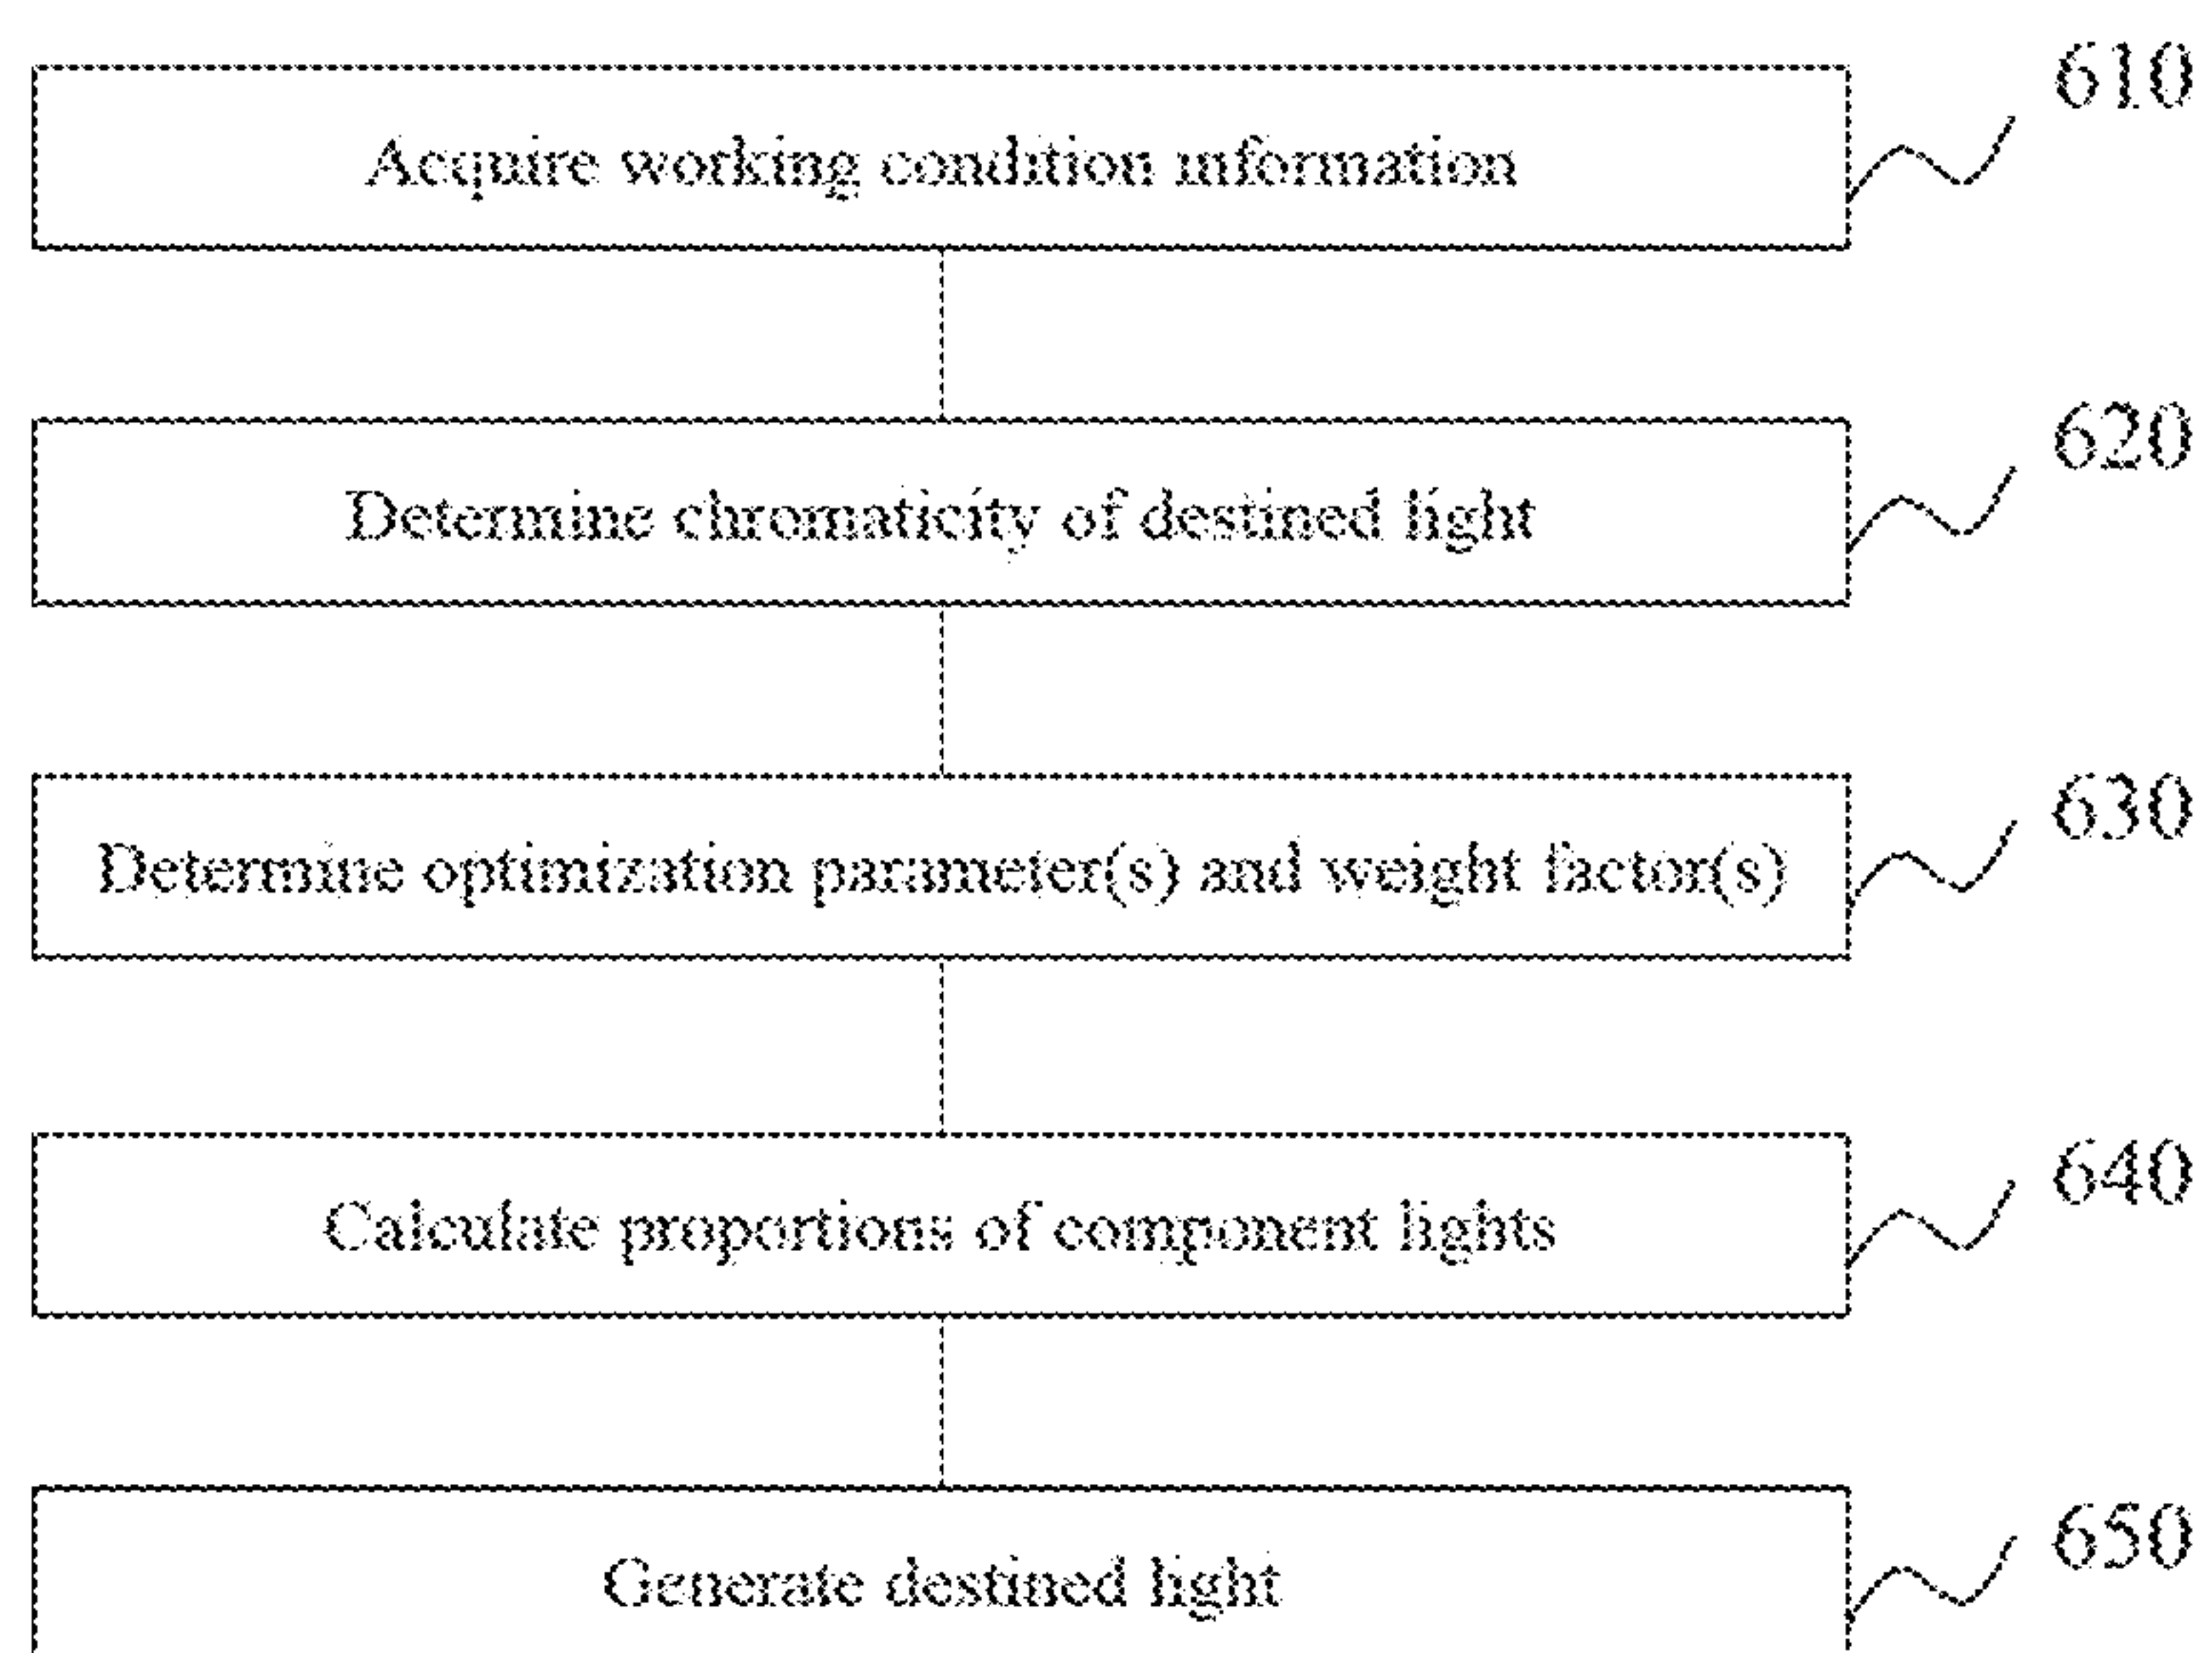 610
Acquire working condition information
620
Determine chromaticity of destined light
630
Determine optimization parameter(s) and weight factor(s)
640
Calculate proportions of component lights
650
Generate destined light